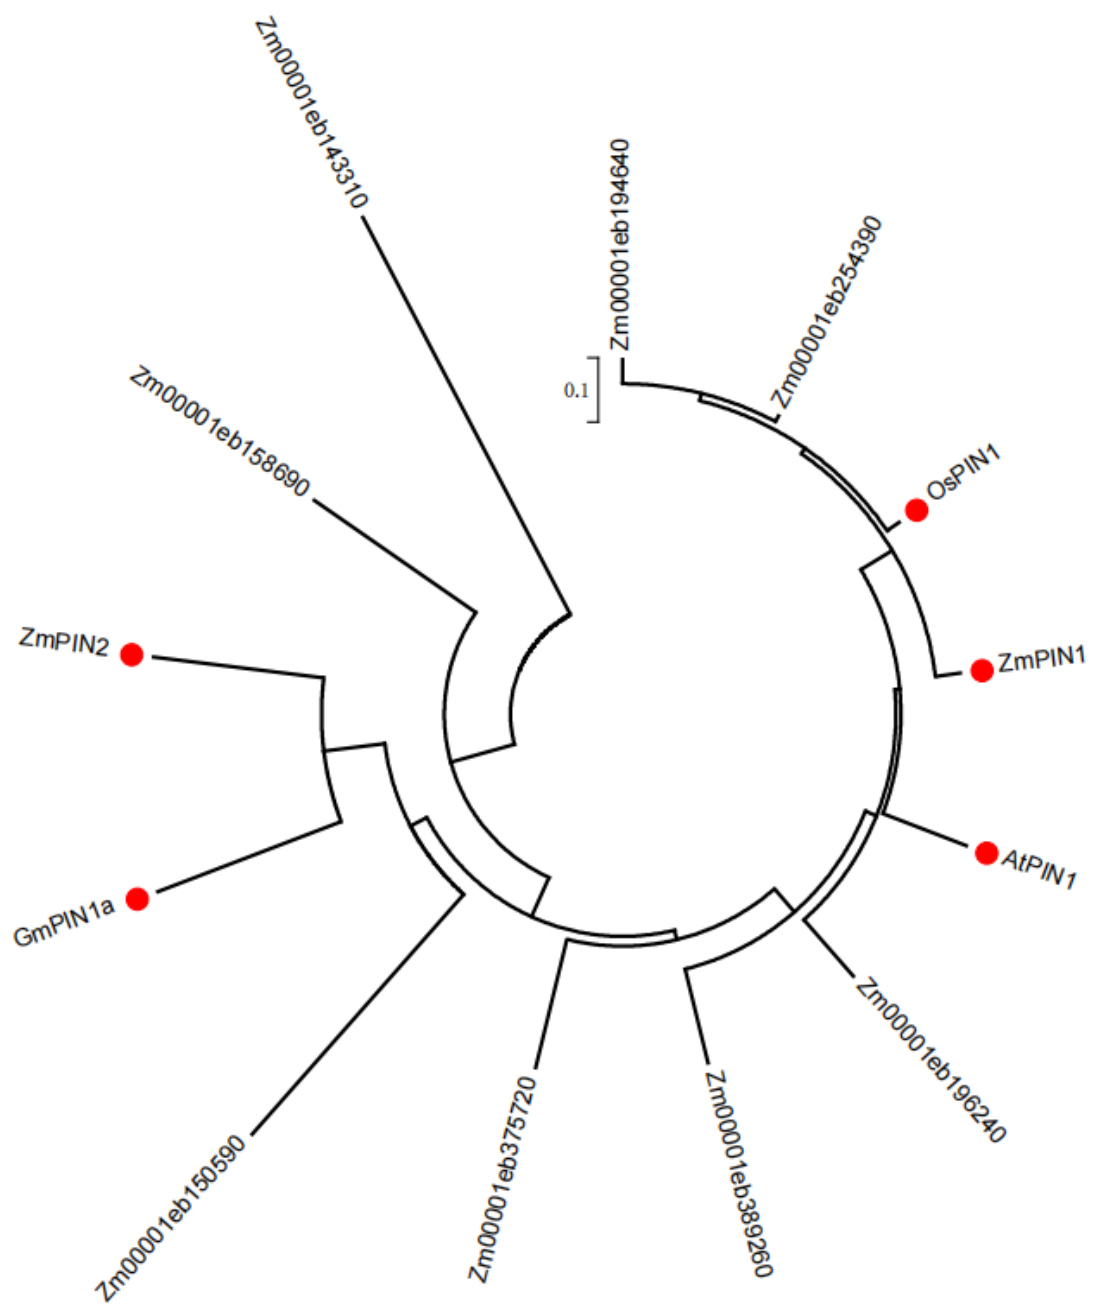 Zm00001eb143310
Zm00001eb194640
Zm00001eb254390
0.1
Zm00001eb158690
OsPIN1
ZmPIN2
ZmPIN1
AtPIN1
GmPIN1a
Zm00001eb196240
Zm00001eb375720
Zm00001eb389260
Zm00001eb150590